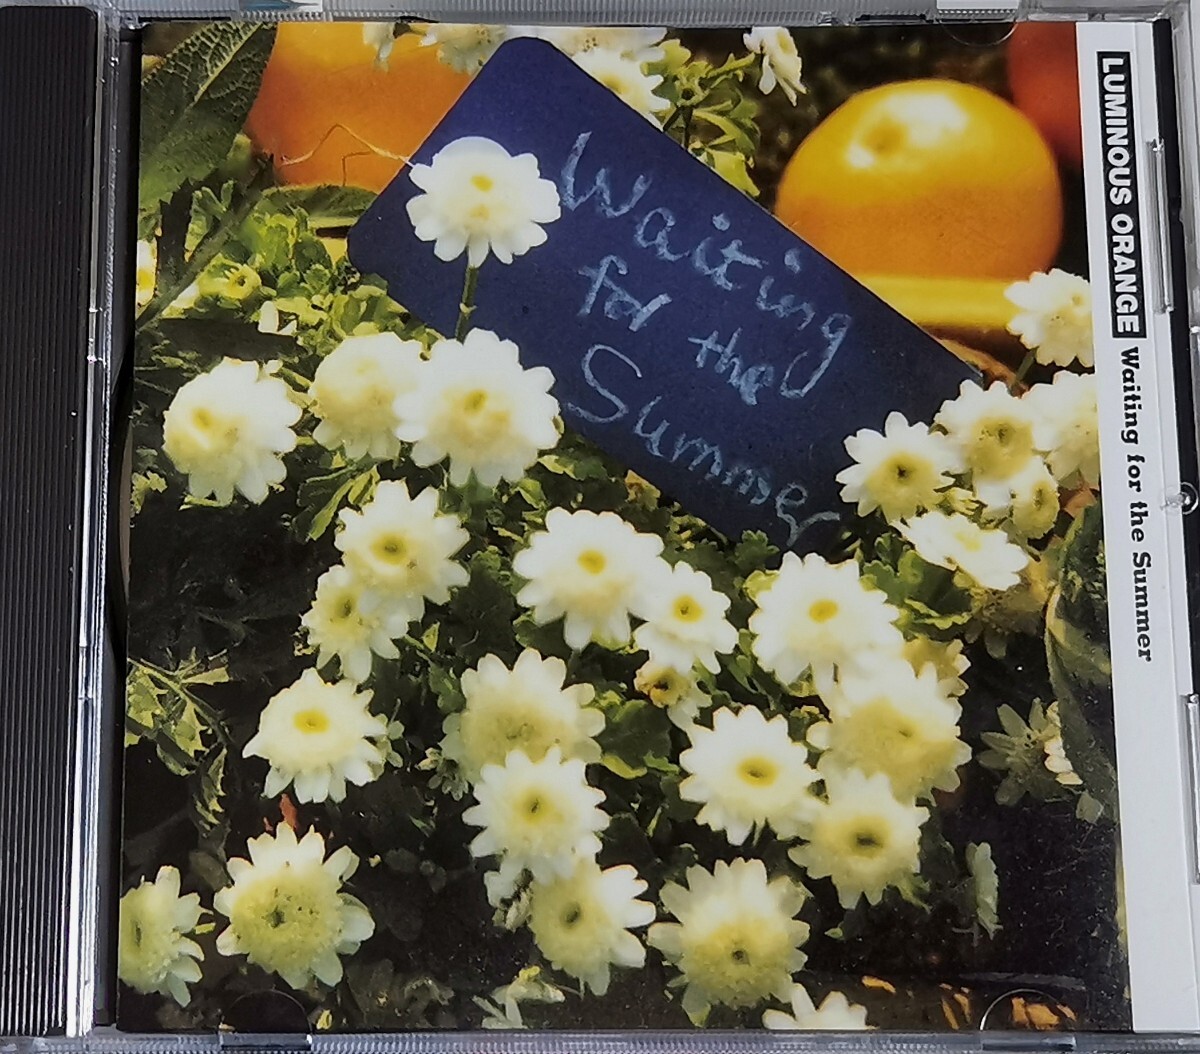 Waiting
for the
Summer
LUMINOUS ORANGE Waiting for the Summer